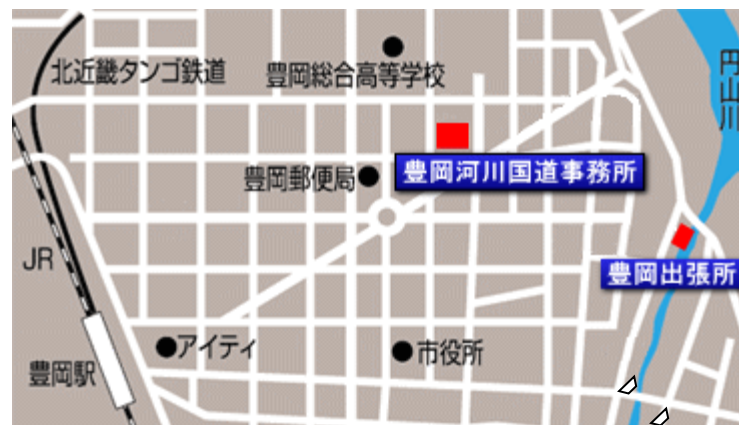 北近畿タンゴ鉄道
豊岡総合高等学校
円山川
豊岡河川国道事務所
豊岡郵便局
JR
豊岡出張所
アイティ
市役所
豊岡駅